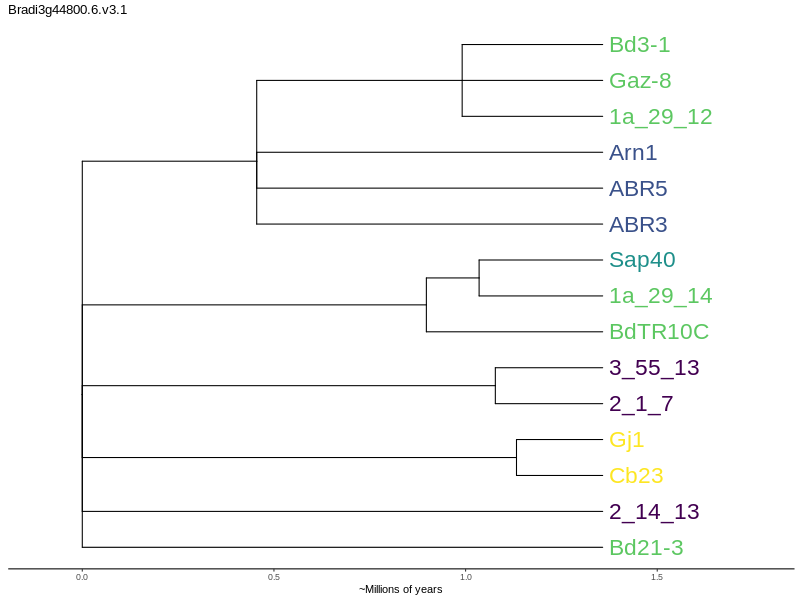 Bradi3g44800.6.v3.1
Bd3-1
Gaz-8
1a_29_12
Arn1
ABR5
ABR3
Sap40
1a_29_14
BdTR10C
3_55_13
2_1_7
Gj1
Cb23
2_14_13
Bd21-3
0.0 0.5 1.0 1.5
~Millions of years